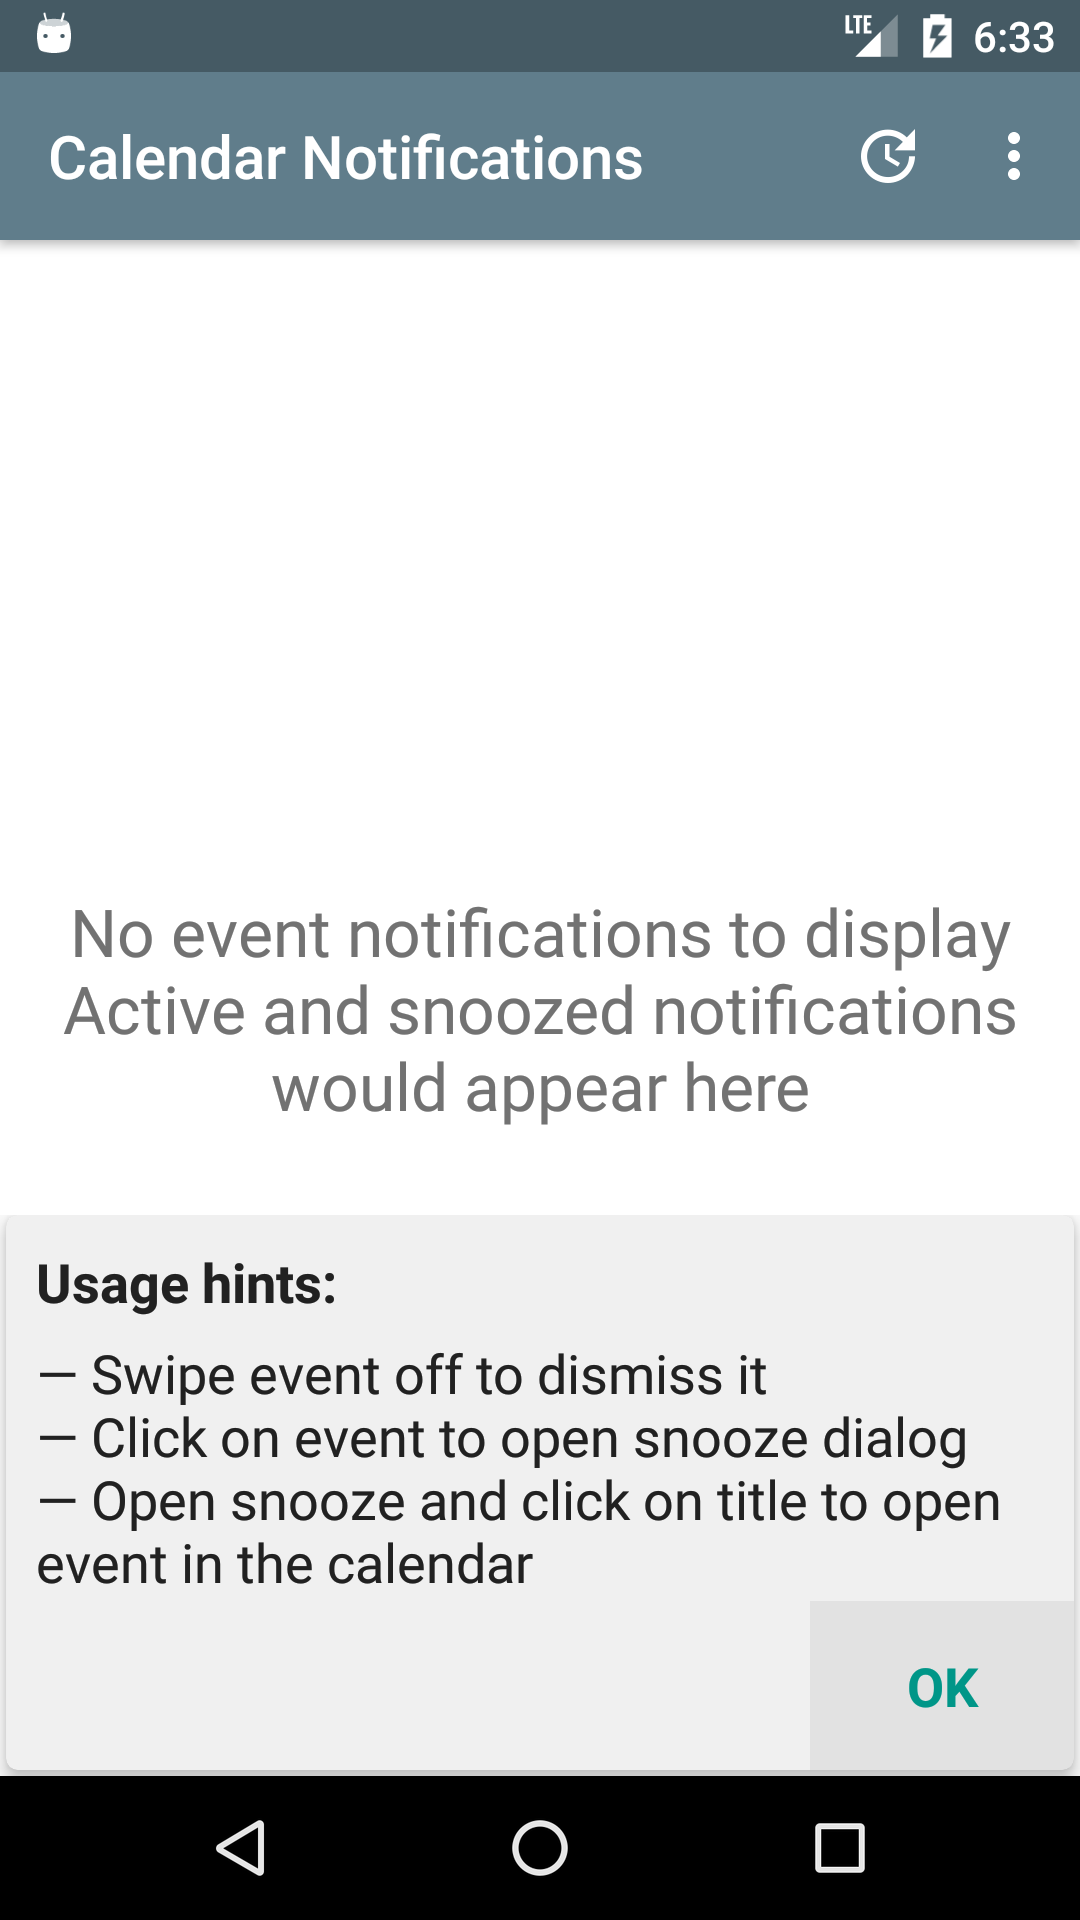 LTE 6:33
Calendar Notifications
No event notifications to display
Active and snoozed notifications
would appear here
Usage hints:
— Swipe event off to dismiss it
— Click on event to open snooze dialog
— Open snooze and click on title to open
event in the calendar
OK